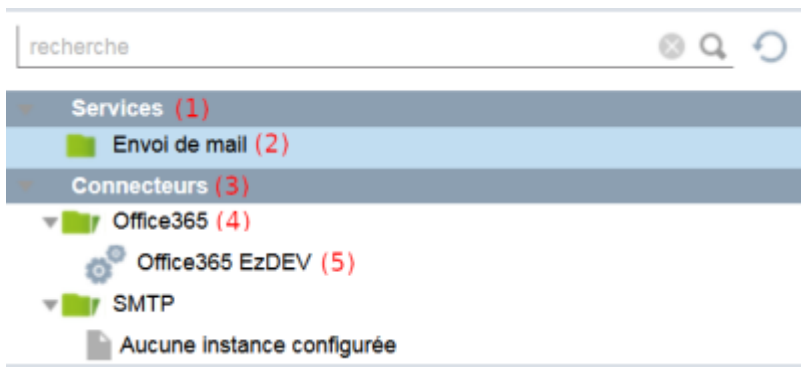 recherche
Services (1)
Envoi de mail (2)
Connecteurs (3)
Office365 (4)
Office365 EzDEV (5)
SMTP
Aucune instance configurée